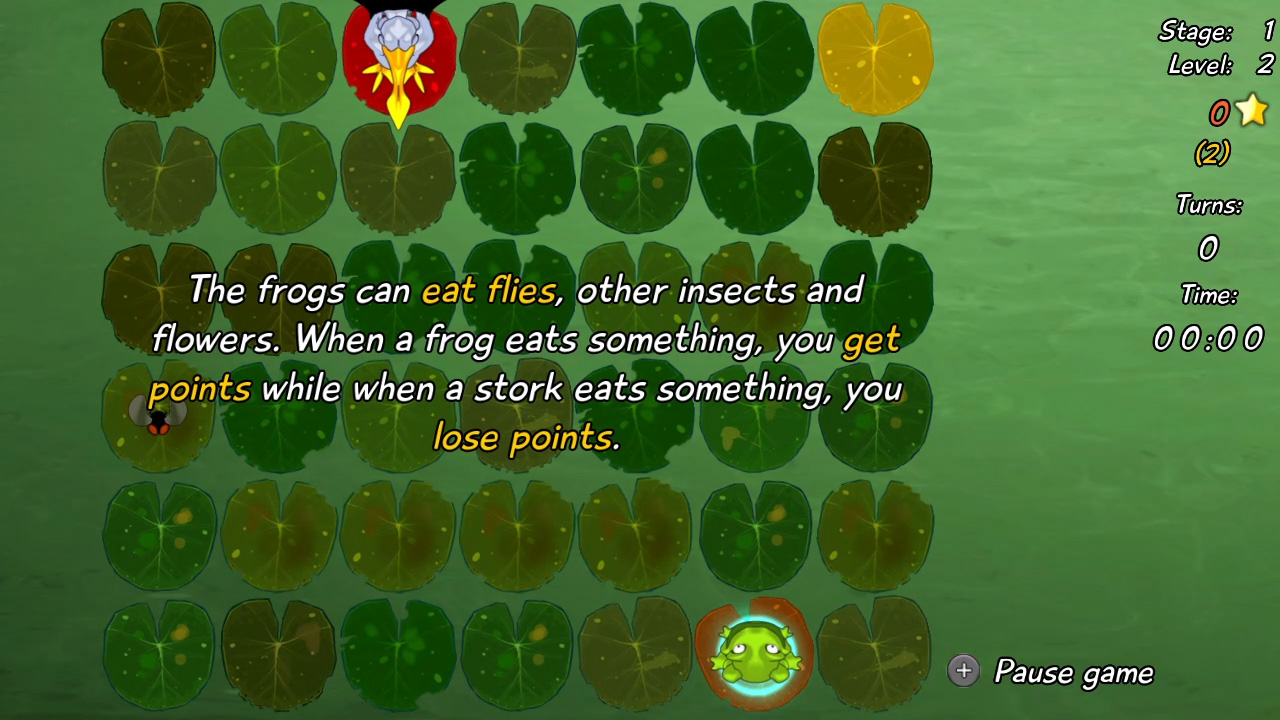 Stage: 1
Level: 2
0
(2)
Turns:
0
Time:
00:00
The frogs can eat flies, other insects and
flowers. When a frog eats something, you get
points while when a stork eats something, you
lose points.
+ Pause game